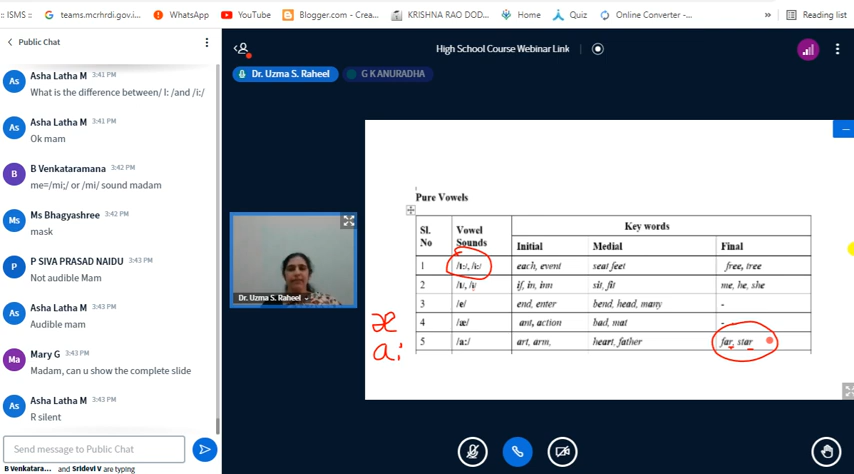 :: ISMS ::
teams.mcrhrdi.gov.i...
WhatsApp
YouTube
Blogger.com - Crea...
KRISHNA RAO DOD...
Home
Quiz
Online Converter -...
»
Reading list
Public Chat
As
Asha Latha M 3:41 PM
What is the difference between/ I: /and /i:/
As
Asha Latha M 3:41 PM
Ok mam
B
B Venkataramana 3:42 PM
me=/mi;/ or /mi/ sound madam
Ms
Ms Bhagyashree 3:42 PM
mask
P
P SIVA PRASAD NAIDU 3:43 PM
Not audible Mam
As
Asha Latha M 3:43 PM
Audible mam
Ma
Mary G 3:43 PM
Madam, can u show the complete slide
As
Asha Latha M 3:43 PM
R silent
Send message to Public Chat
B Venkatara... and Sridevi V are typing
High School Course Webinar Link
Dr. Uzma S. Raheel
G K ANURADHA
Dr. Uzma S. Raheel
Pure Vowels
Sl. No Vowel Sounds Key words
Initial Medial Final
1 /ɪ:/, /i:/ each, event seat feet free, tree
2 /ɪ/, /i/ if, in, inn sit, fit me, he, she
3 /e/ end, enter bend, head, many -
4 /æ/ ant, action bad, mat -
5 /a:/ art, arm, heart, father far, star
æ
a: